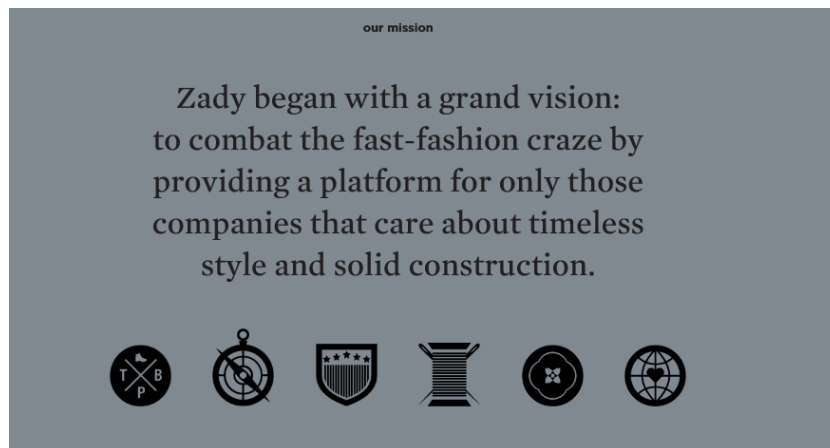 our mission
Zady began with a grand vision:
to combat the fast-fashion craze by
providing a platform for only those
companies that care about timeless
style and solid construction.
T B
P